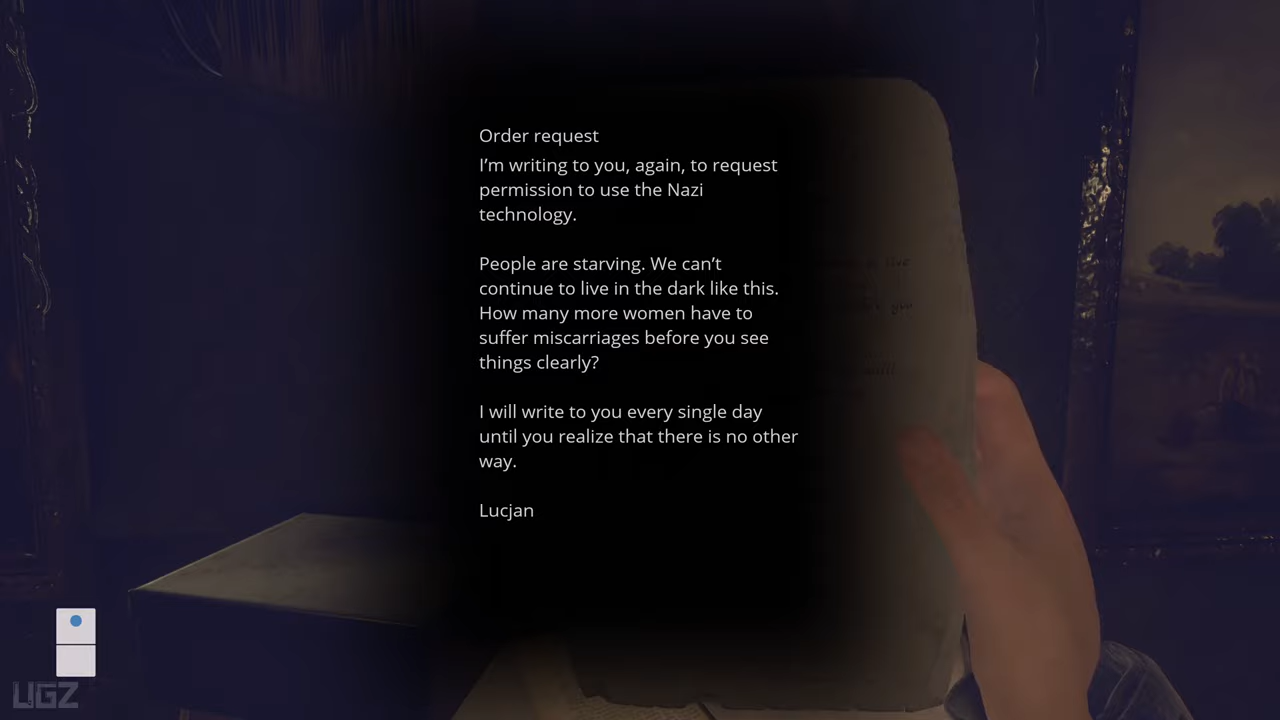 Order request
I'm writing to you, again, to request
permission to use the Nazi
technology.
People are starving. We can't
continue to live in the dark like this.
How many more women have to
suffer miscarriages before you see
things clearly?
I will write to you every single day
until you realize that there is no other
way.
Lucjan
live
UGZ